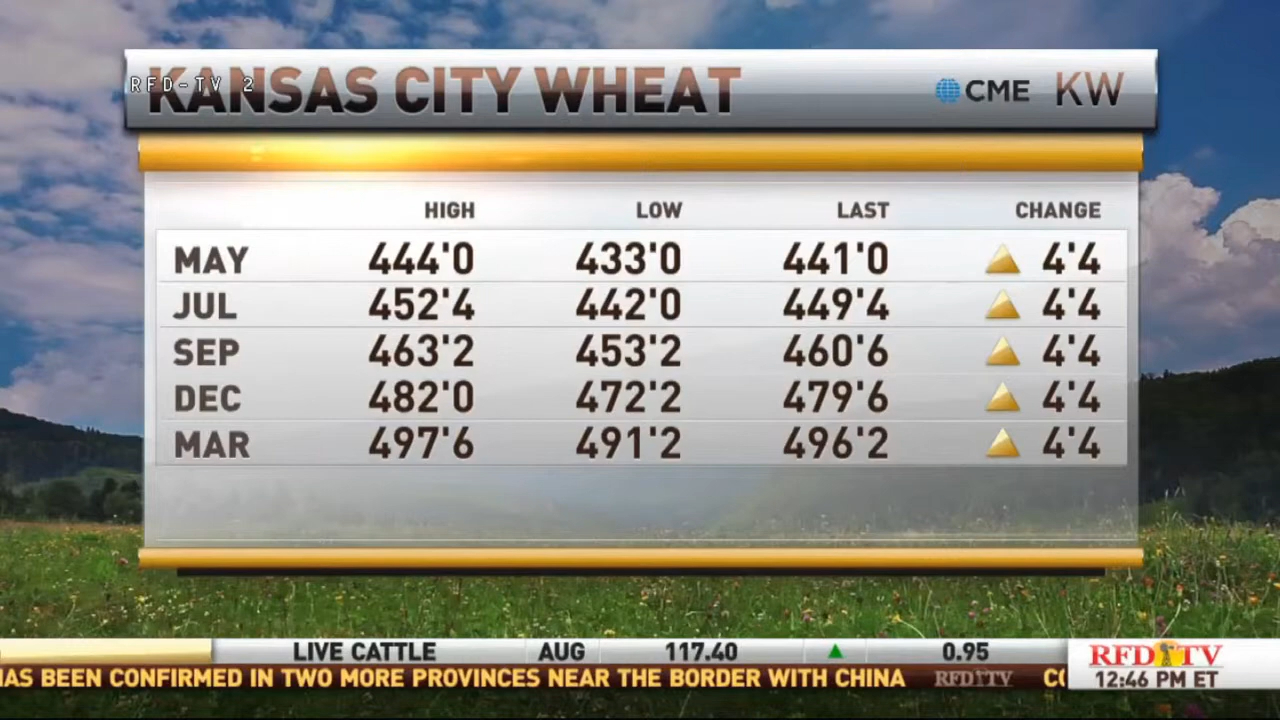 RFD-TV 2
KANSAS CITY WHEAT CME KW
HIGH LOW LAST CHANGE
MAY 444'0 433'0 441'0 4'4
JUL 452'4 442'0 449'4 4'4
SEP 463'2 453'2 460'6 4'4
DEC 482'0 472'2 479'6 4'4
MAR 497'6 491'2 496'2 4'4
LIVE CATTLE AUG 117.40 0.95
RFD TV
AS BEEN CONFIRMED IN TWO MORE PROVINCES NEAR THE BORDER WITH CHINA RFD TV
12:46 PM ET